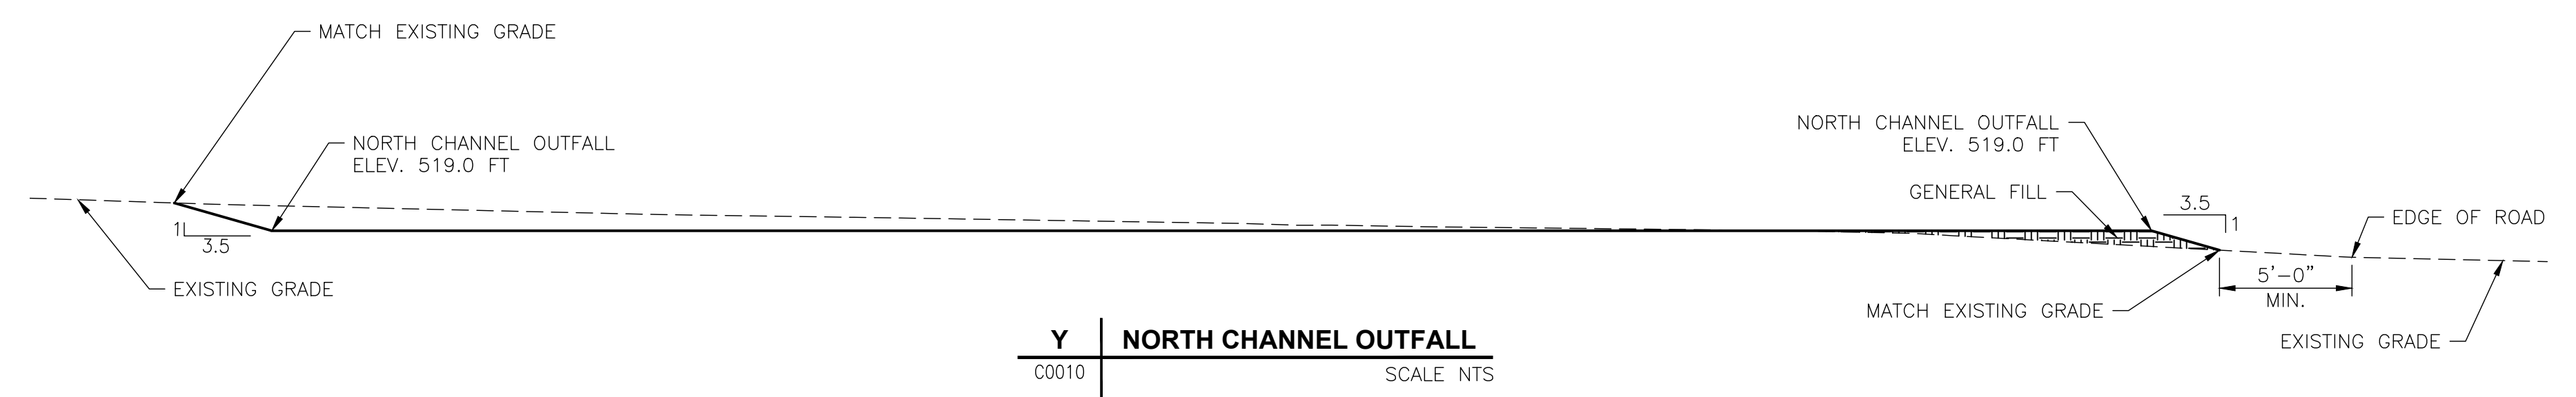 MATCH EXISTING GRADE
NORTH CHANNEL OUTFALL
ELEV. 519.0 FT
1
3.5
EXISTING GRADE
NORTH CHANNEL OUTFALL
ELEV. 519.0 FT
GENERAL FILL
3.5
1
EDGE OF ROAD
5'-0"
MIN.
MATCH EXISTING GRADE
EXISTING GRADE
Y
NORTH CHANNEL OUTFALL
C0010
SCALE NTS